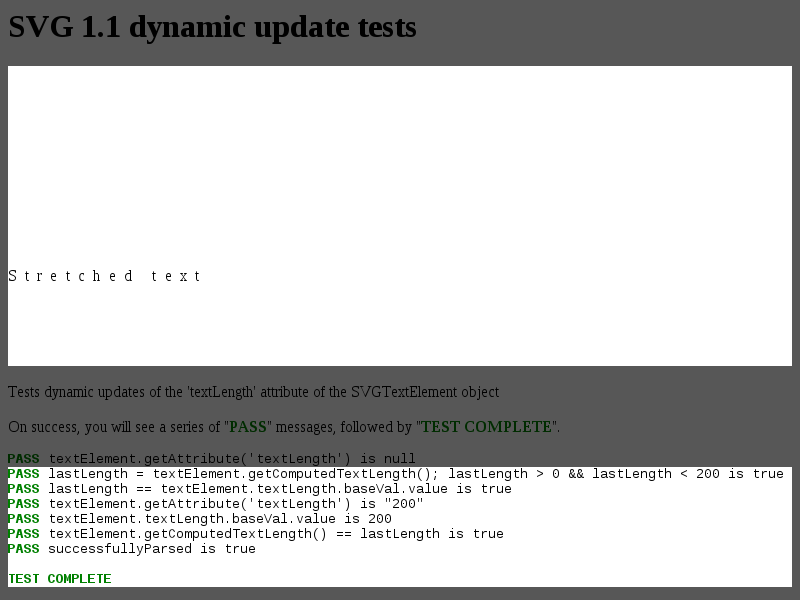 SVG 1.1 dynamic update tests
S t r e t c h e d t e x t
Tests dynamic updates of the 'textLength' attribute of the SVGTextElement object
On success, you will see a series of "PASS" messages, followed by "TEST COMPLETE".
PASS textElement.getAttribute('textLength') is null
PASS lastLength = textElement.getComputedTextLength(); lastLength > 0 && lastLength < 200 is true
PASS lastLength == textElement.textLength.baseVal.value is true
PASS textElement.getAttribute('textLength') is "200"
PASS textElement.textLength.baseVal.value is 200
PASS textElement.getComputedTextLength() == lastLength is true
PASS successfullyParsed is true
TEST COMPLETE